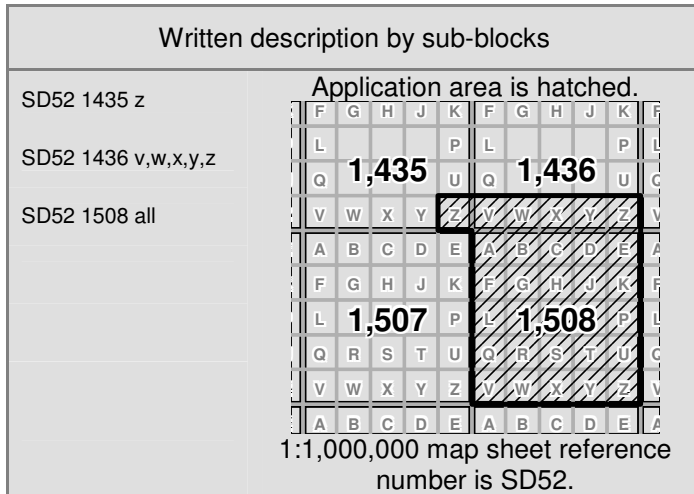 Written description by sub-blocks
SD52 1435 z
SD52 1436 v,w,x,y,z
SD52 1508 all
Application area is hatched.
F G H J K F G H J K F
L P L P L
1,435 1,436
Q U Q U Q
V W X Y Z V W X Y Z V
A B C D E A B C D E A
F G H J K F G H J K F
L 1,507 P L 1,508 P L
Q R S T U Q R S T U Q
V W X Y Z V W X Y Z V
A B C D E A B C D E A
1:1,000,000 map sheet reference
number is SD52.